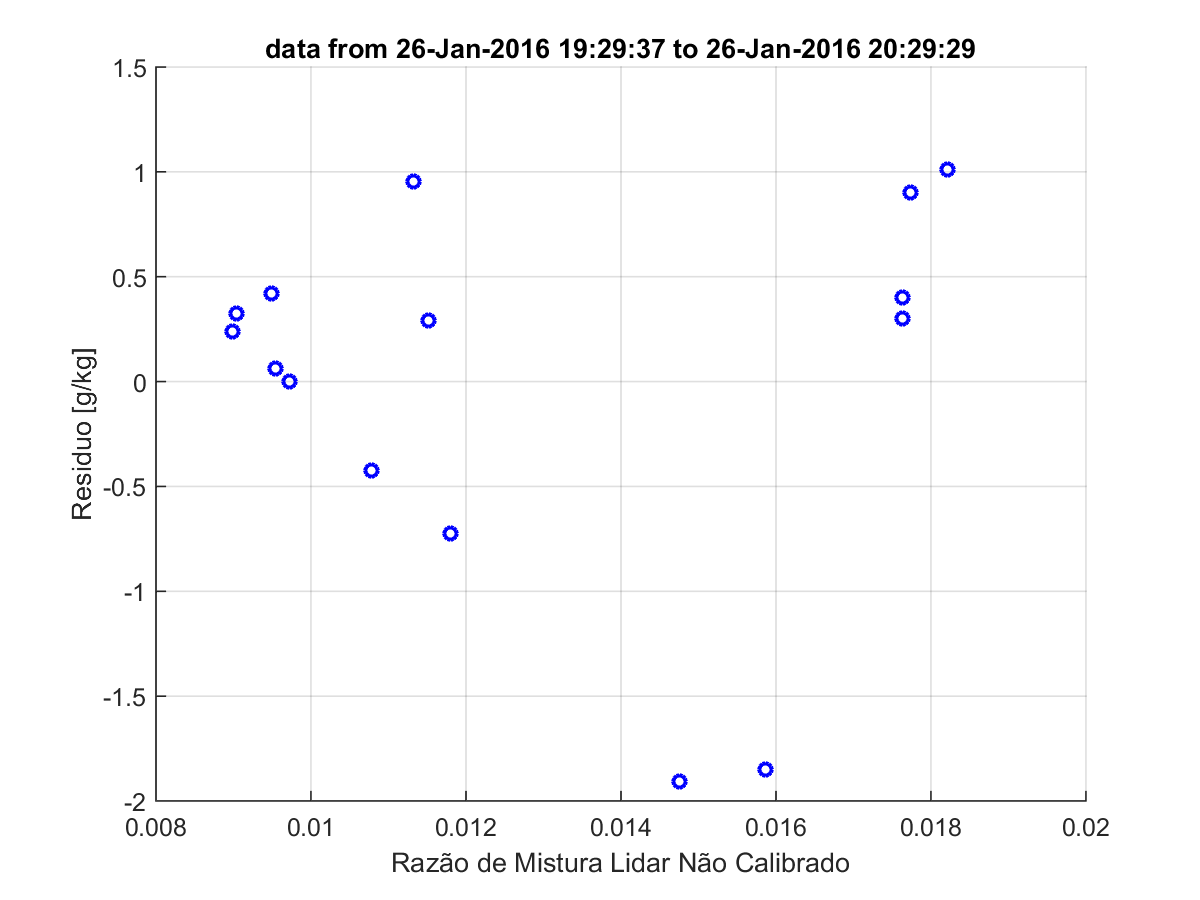 data from 26-Jan-2016 19:29:37 to 26-Jan-2016 20:29:29
1.5
1
0.5
0
-0.5
-1
-1.5
-2
Residuo [g/kg]
0.008 0.01 0.012 0.014 0.016 0.018 0.02
Razão de Mistura Lidar Não Calibrado